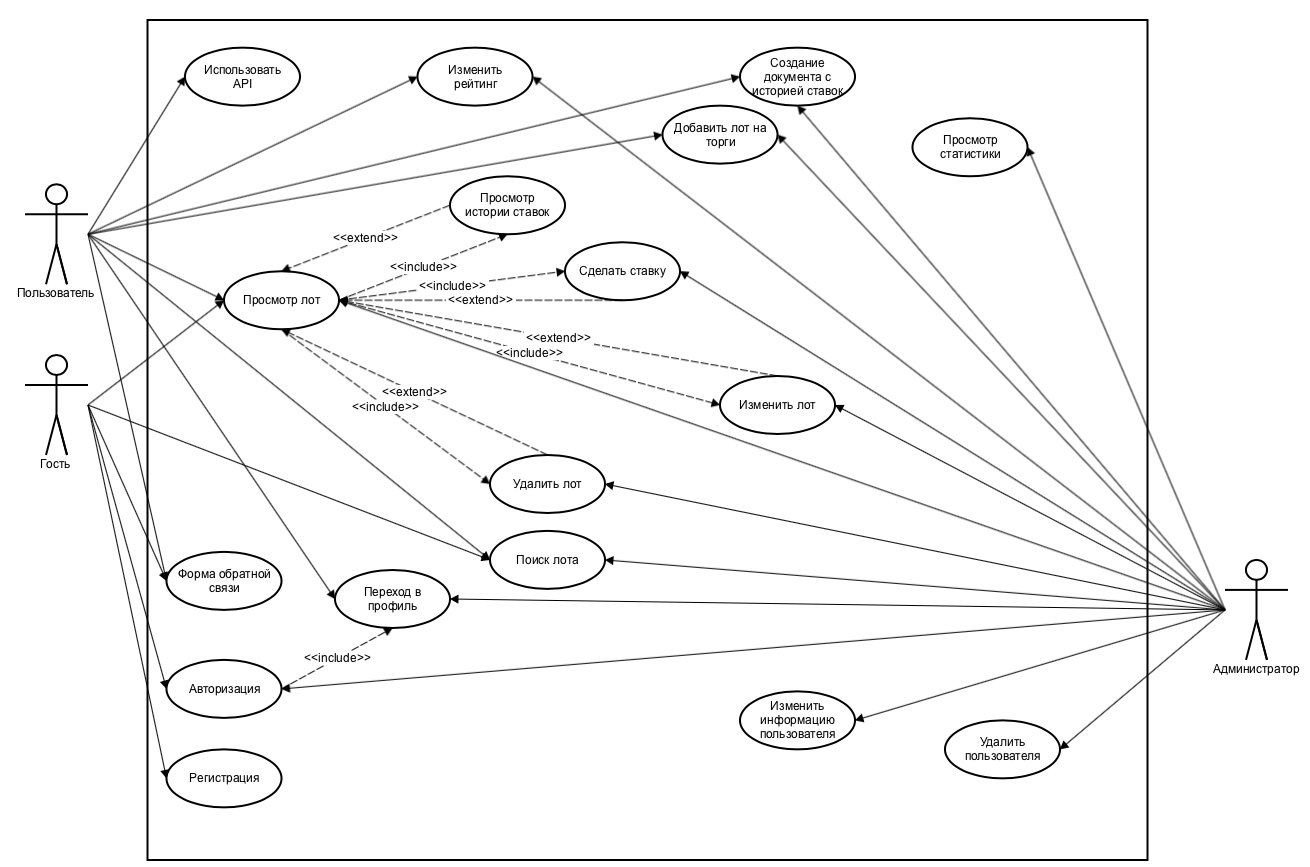 Использовать
API
Изменить
рейтинг
Создание
документа с
историей ставок
Добавить лот на
торги
Просмотр
статистики
Просмотр
истории ставок
<<extend>>
<<include>>
Сделать ставку
<<include>>
<<extend>>
Пользователь
Просмотр лот
<<extend>>
<<include>>
<<extend>>
<<include>>
Изменить лот
Гость
Удалить лот
Поиск лота
Форма обратной
связи
Переход в
профиль
<<include>>
Авторизация
Администратор
Изменить
информацию
пользователя
Удалить
пользователя
Регистрация